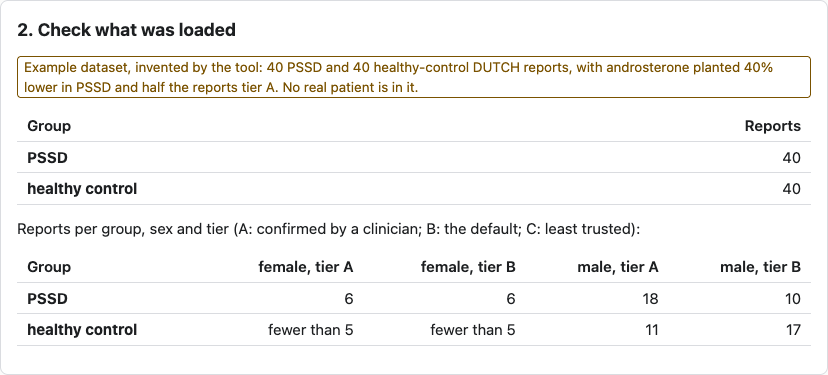 2. Check what was loaded
Example dataset, invented by the tool: 40 PSSD and 40 healthy-control DUTCH reports, with androsterone planted 40%
lower in PSSD and half the reports tier A. No real patient is in it.
Group Reports
PSSD 40
healthy control 40
Reports per group, sex and tier (A: confirmed by a clinician; B: the default; C: least trusted):
Group female, tier A female, tier B male, tier A male, tier B
PSSD 6 6 18 10
healthy control fewer than 5 fewer than 5 11 17